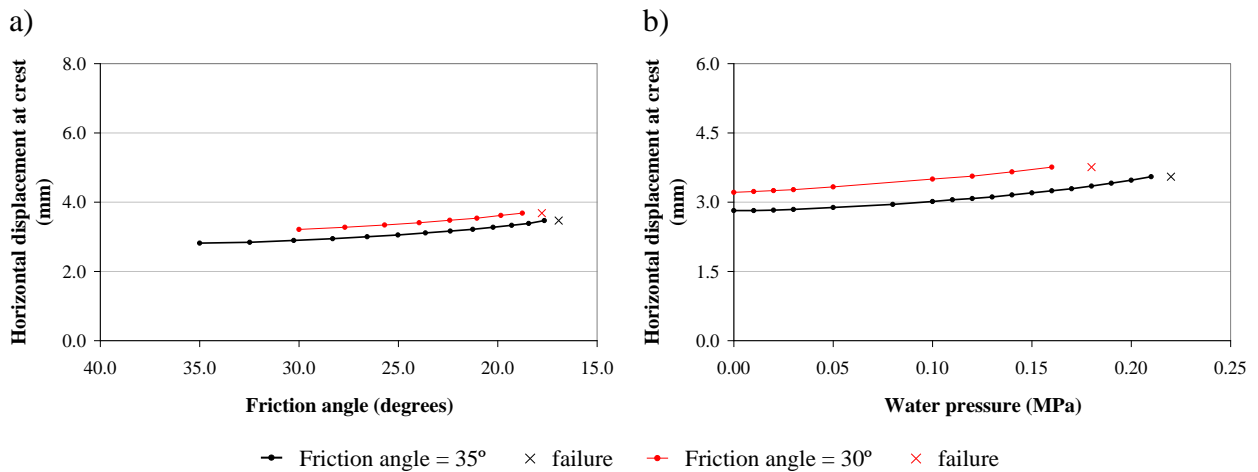 a)
Horizontal displacement at crest
(mm)
8.0
6.0
4.0
2.0
0.0
40.0 35.0 30.0 25.0 20.0 15.0
Friction angle (degrees)
b)
Horizontal displacement at crest
(mm)
6.0
4.5
3.0
1.5
0.0
0.00 0.05 0.10 0.15 0.20 0.25
Water pressure (MPa)
Friction angle = 35º failure Friction angle = 30º failure